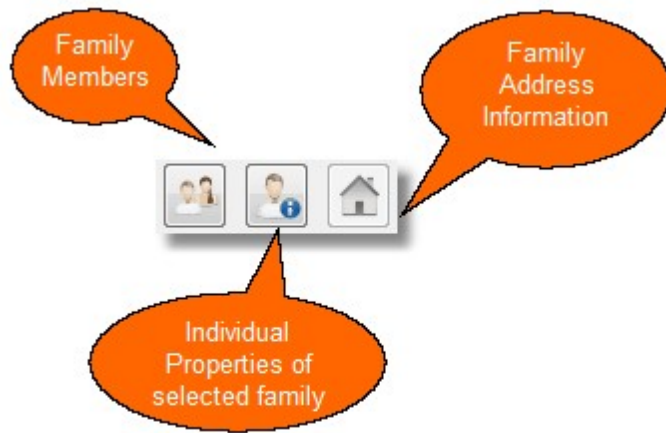 Family
Members
Family
Address
Information
Individual
Properties of
selected family